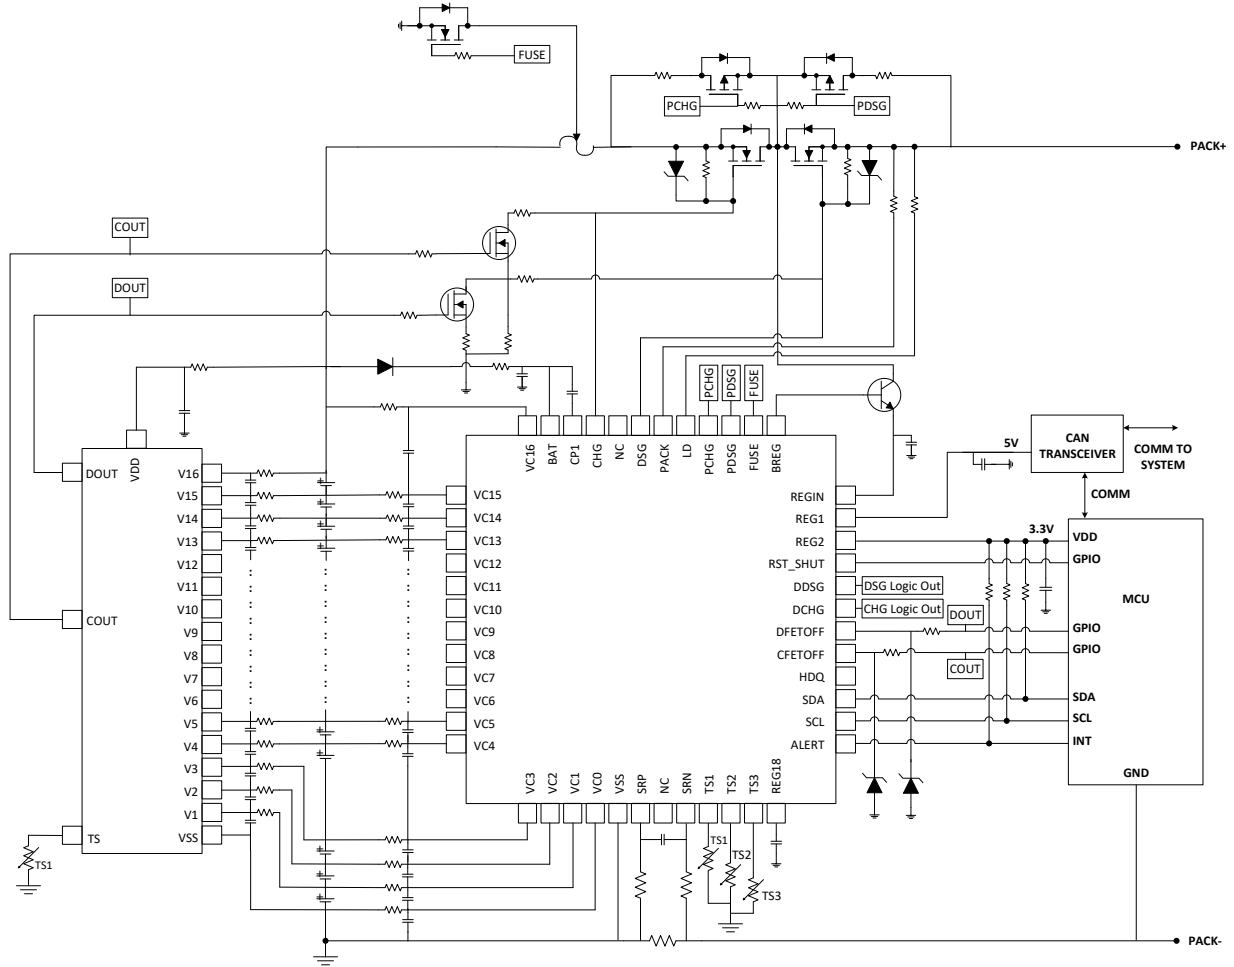 FUSE
PCHG
PDSG
PACK+
COUT
DOUT
PCHG
PDSG
FUSE
VDD
VC16
BAT
CP1
CHG
NC
DSG
PACK
LD
PCHG
PDSG
FUSE
BREG
5V
CAN
TRANSCEIVER
COMM TO
SYSTEM
COMM
DOUT
COUT
TS
TS1
V16
V15
V14
V13
V12
V11
V10
V9
V8
V7
V6
V5
V4
V3
V2
V1
VSS
VC15
VC14
VC13
VC12
VC11
VC10
VC9
VC8
VC7
VC6
VC5
VC4
REGIN
REG1
REG2
RST_SHUT
DDSG
DCHG
DFETOFF
CFETOFF
HDQ
SDA
SCL
ALERT
DSG Logic Out
CHG Logic Out
DOUT
COUT
3.3V
VDD
GPIO
MCU
GPIO
GPIO
SDA
SCL
INT
GND
VC3
VC2
VC1
VC0
VSS
SRP
NC
SRN
TS1
TS2
TS3
REG18
TS1
TS2
TS3
PACK-